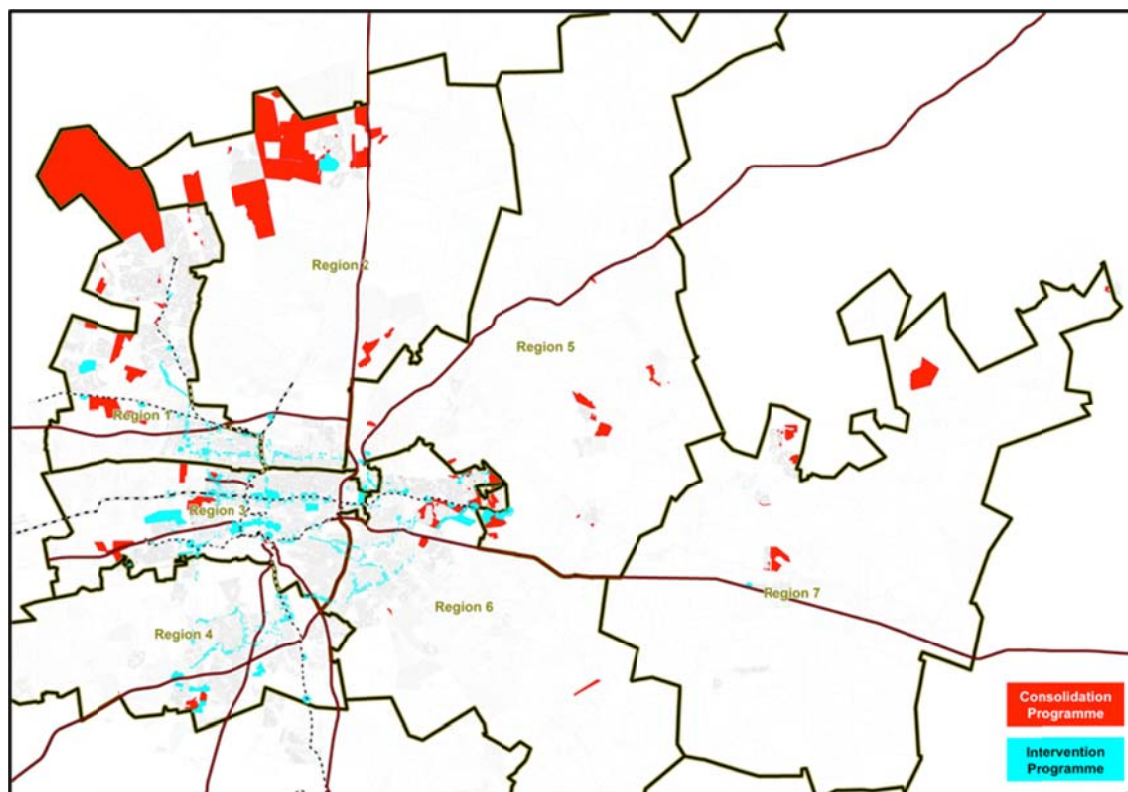 Region 2
Region 5
Region 1
Region 3
Region 7
Region 6
Region 4
Consolidation
Programme
Intervention
Programme